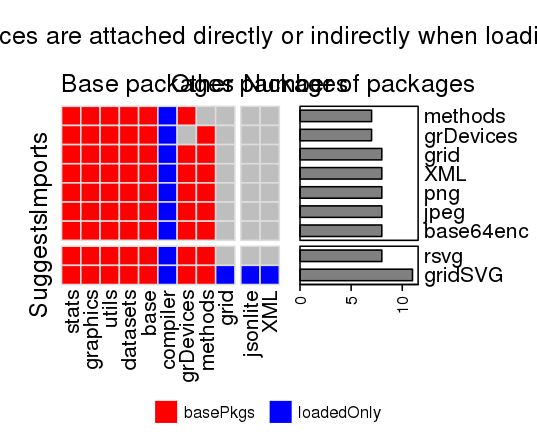 ces are attached directly or indirectly when loadi
Base packages
Other packages
Number of packages
Imports
Suggests
methods
grDevices
grid
XML
png
jpeg
base64enc
rsvg
gridSVG
stats
graphics
utils
datasets
base
compiler
grDevices
methods
grid
jsonlite
XML
0
5
10
basePkgs
loadedOnly